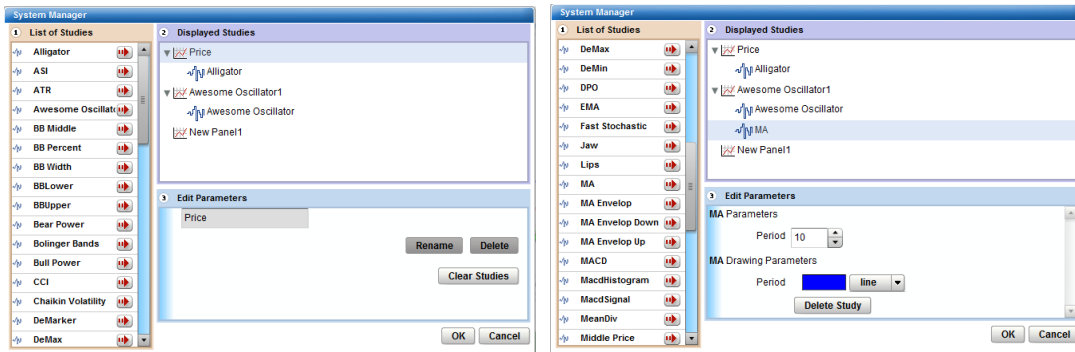 System Manager
1 List of Studies
Alligator
ASI
ATR
Awesome Oscillator
BB Middle
BB Percent
BB Width
BBLower
BBUpper
Bear Power
Bolinger Bands
Bull Power
CCI
Chaikin Volatility
DeMarker
DeMax
2 Displayed Studies
Price
Alligator
Awesome Oscillator1
Awesome Oscillator
New Panel1
3 Edit Parameters
Price
Rename Delete
Clear Studies
OK Cancel
System Manager
1 List of Studies
DeMax
DeMin
DPO
EMA
Fast Stochastic
Jaw
Lips
MA
MA Envelop
MA Envelop Down
MA Envelop Up
MACD
MacdHistogram
MacdSignal
MeanDiv
Middle Price
2 Displayed Studies
Price
Alligator
Awesome Oscillator1
Awesome Oscillator
MA
New Panel1
3 Edit Parameters
MA Parameters
Period 10
MA Drawing Parameters
Period line
Delete Study
OK Cancel